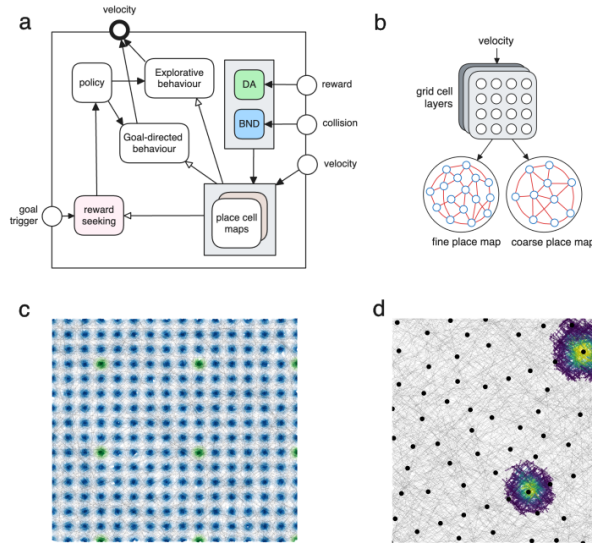 a
velocity
policy
Explorative
behaviour
Goal-directed
behaviour
DA
BND
reward
collision
velocity
goal
trigger
reward
seeking
place cell
maps
b
velocity
grid cell
layers
fine place map
coarse place map
c
d